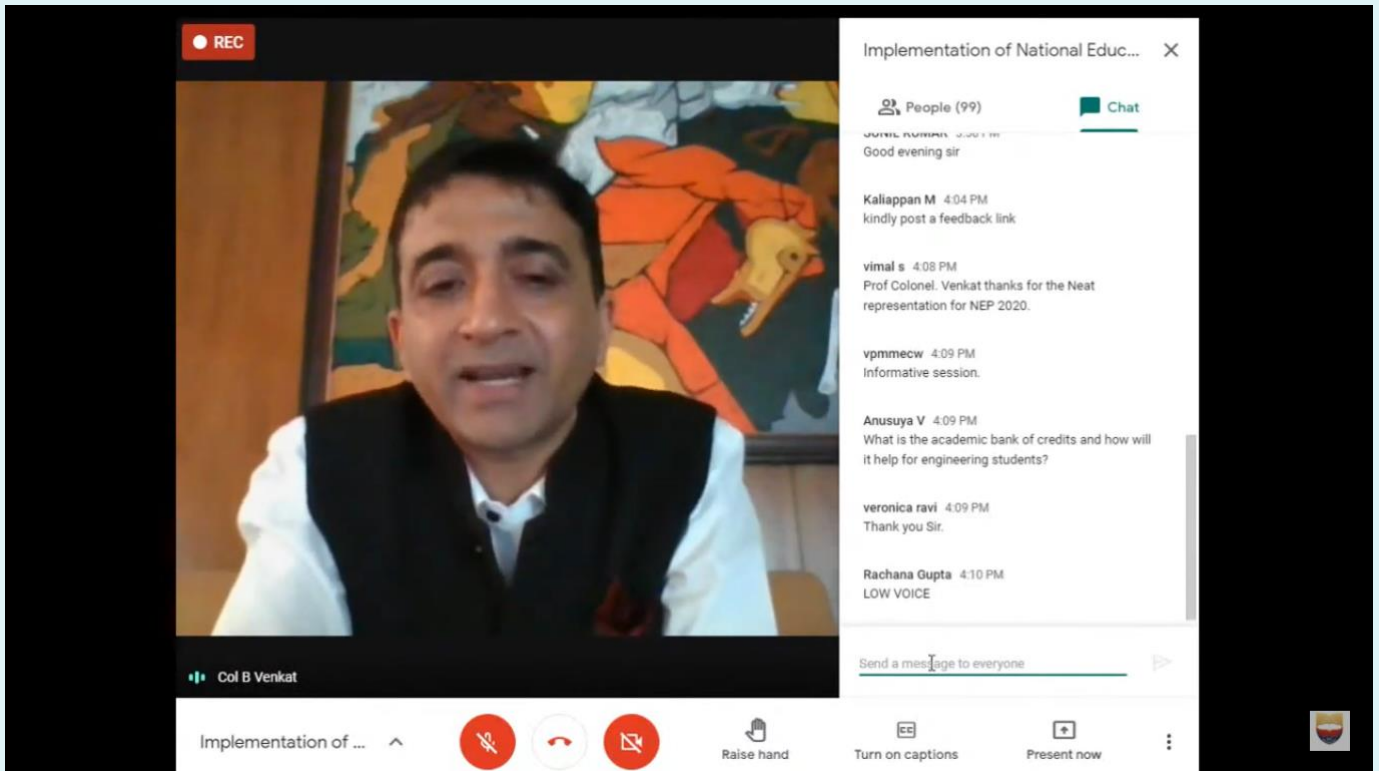 REC
Implementation of National Educ...
People (99)
Chat
SUNIL KUMAR
Good evening sir
Kaliappan M 4:04 PM
kindly post a feedback link
vimal s 4:08 PM
Prof Colonel. Venkat thanks for the Neat
representation for NEP 2020.
vpmmecw 4:09 PM
Informative session.
Anusuya V 4:09 PM
What is the academic bank of credits and how will
it help for engineering students?
veronica ravi 4:09 PM
Thank you Sir.
Rachana Gupta 4:10 PM
LOW VOICE
Send a message to everyone
Col B Venkat
Implementation of ...
Raise hand
CC
Turn on captions
Present now